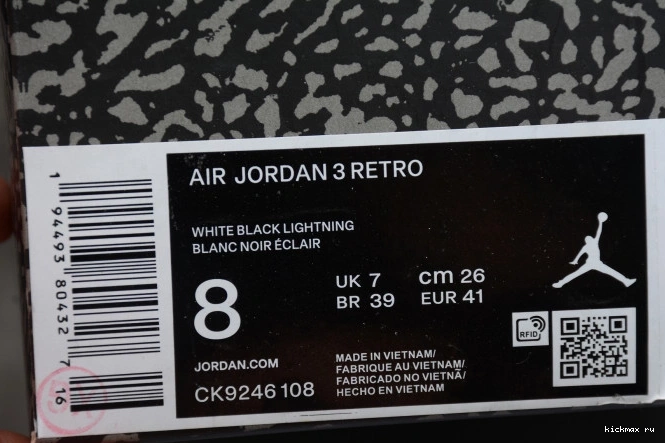 AIR JORDAN 3 RETRO
WHITE BLACK LIGHTNING
BLANC NOIR ÉCLAIR
8
UK 7 cm 26
BR 39 EUR 41
JORDAN.COM
CK9246 108
MADE IN VIETNAM/
FABRIQUE AU VIETNAM/
FABRICADO NO VIETNÃ/
HECHO EN VIETNAM
RFID
1 94493 80432 7 16
kickmax ru